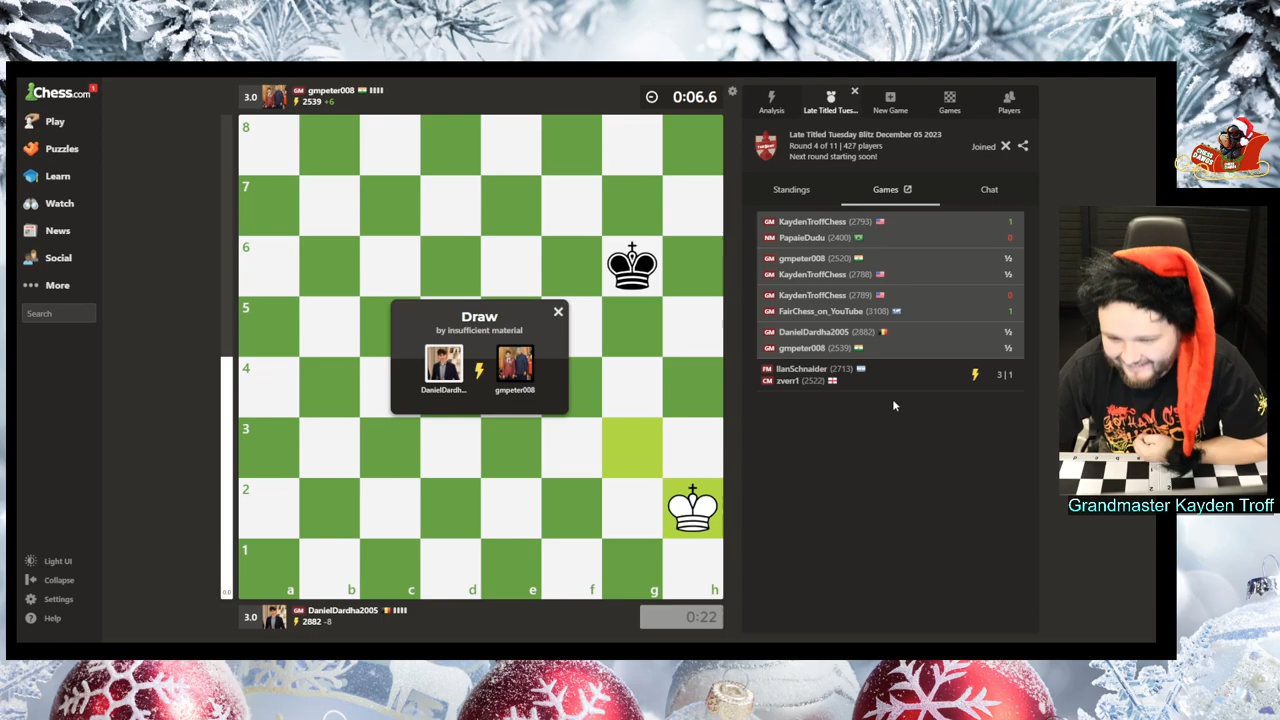 Chess.com
1
Play
Puzzles
Learn
Watch
News
Social
More
Search
Light UI
Collapse
Settings
Help
3.0
GM gmpeter008
2539 +6
0:06.6
8
7
6
5
4
3
2
1
a b c d e f g h
0.0
Draw
by insufficient material
DanielDardh...
gmpeter008
3.0
GM DanielDardha2005
2882 -8
0:22
Analysis
Late Titled Tues...
New Game
Games
Players
Late Titled Tuesday Blitz December 05 2023
Round 4 of 11 | 427 players
Next round starting soon!
Joined
Standings
Games
Chat
GM KaydenTroffChess (2793) 1
NM PapaieDudu (2400) 0
GM gmpeter008 (2520) ½
GM KaydenTroffChess (2788) ½
GM KaydenTroffChess (2789) 0
GM FairChess_on_YouTube (3108) 1
GM DanielDardha2005 (2882) ½
GM gmpeter008 (2539) ½
FM IlanSchnaider (2713)
CM zverr1 (2522)
3 | 1
CHESS DAWGS
GOTHAM
Grandmaster Kayden Troff